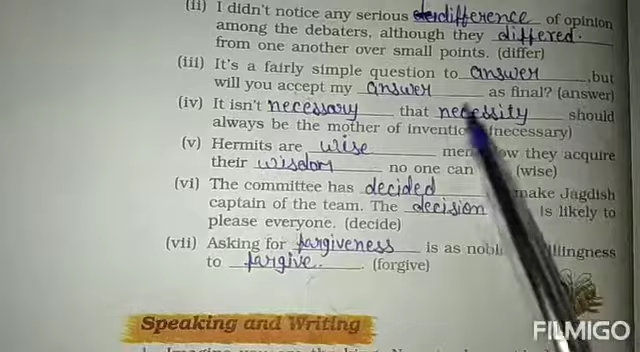 (ii) I didn't notice any serious difference of opinion
among the debaters, although they differed.
from one another over small points. (differ)
(iii) It's a fairly simple question to answer, but
will you accept my answer as final? (answer)
(iv) It isn't necessary that necessity should
always be the mother of (necessary)
(v) Hermits are wise men they acquire
their wisdom no one can (wise)
(vi) The committee has decided make Jagdish
captain of the team. The decision is likely to
please everyone. (decide)
(vii) Asking for forgiveness is as
to forgive.. (forgive)
Speaking and Writing
FILMIGO